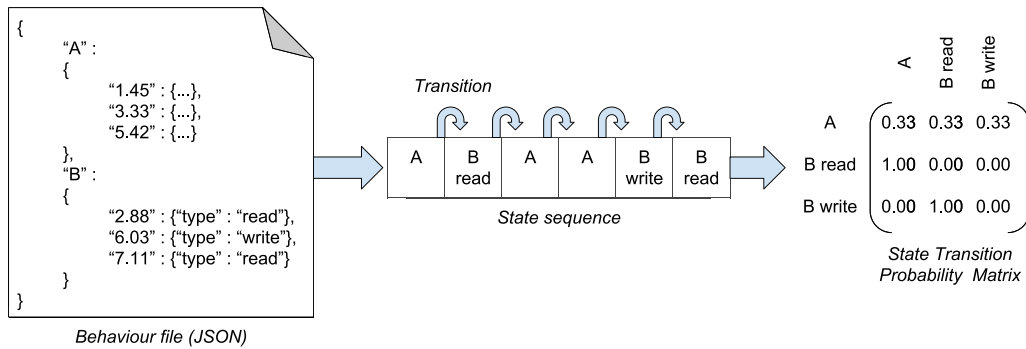 {
“A” :
{
“1.45” : {...},
“3.33” : {...},
“5.42” : {...}
},
“B” :
{
“2.88” : {“type” : “read”},
“6.03” : {“type” : “write”},
“7.11” : {“type” : “read”}
}
}
Behaviour file (JSON)
Transition
A B A A B B
read write read
State sequence
A B read B write
A 0.33 0.33 0.33
B read 1.00 0.00 0.00
B write 0.00 1.00 0.00
State Transition
Probability Matrix